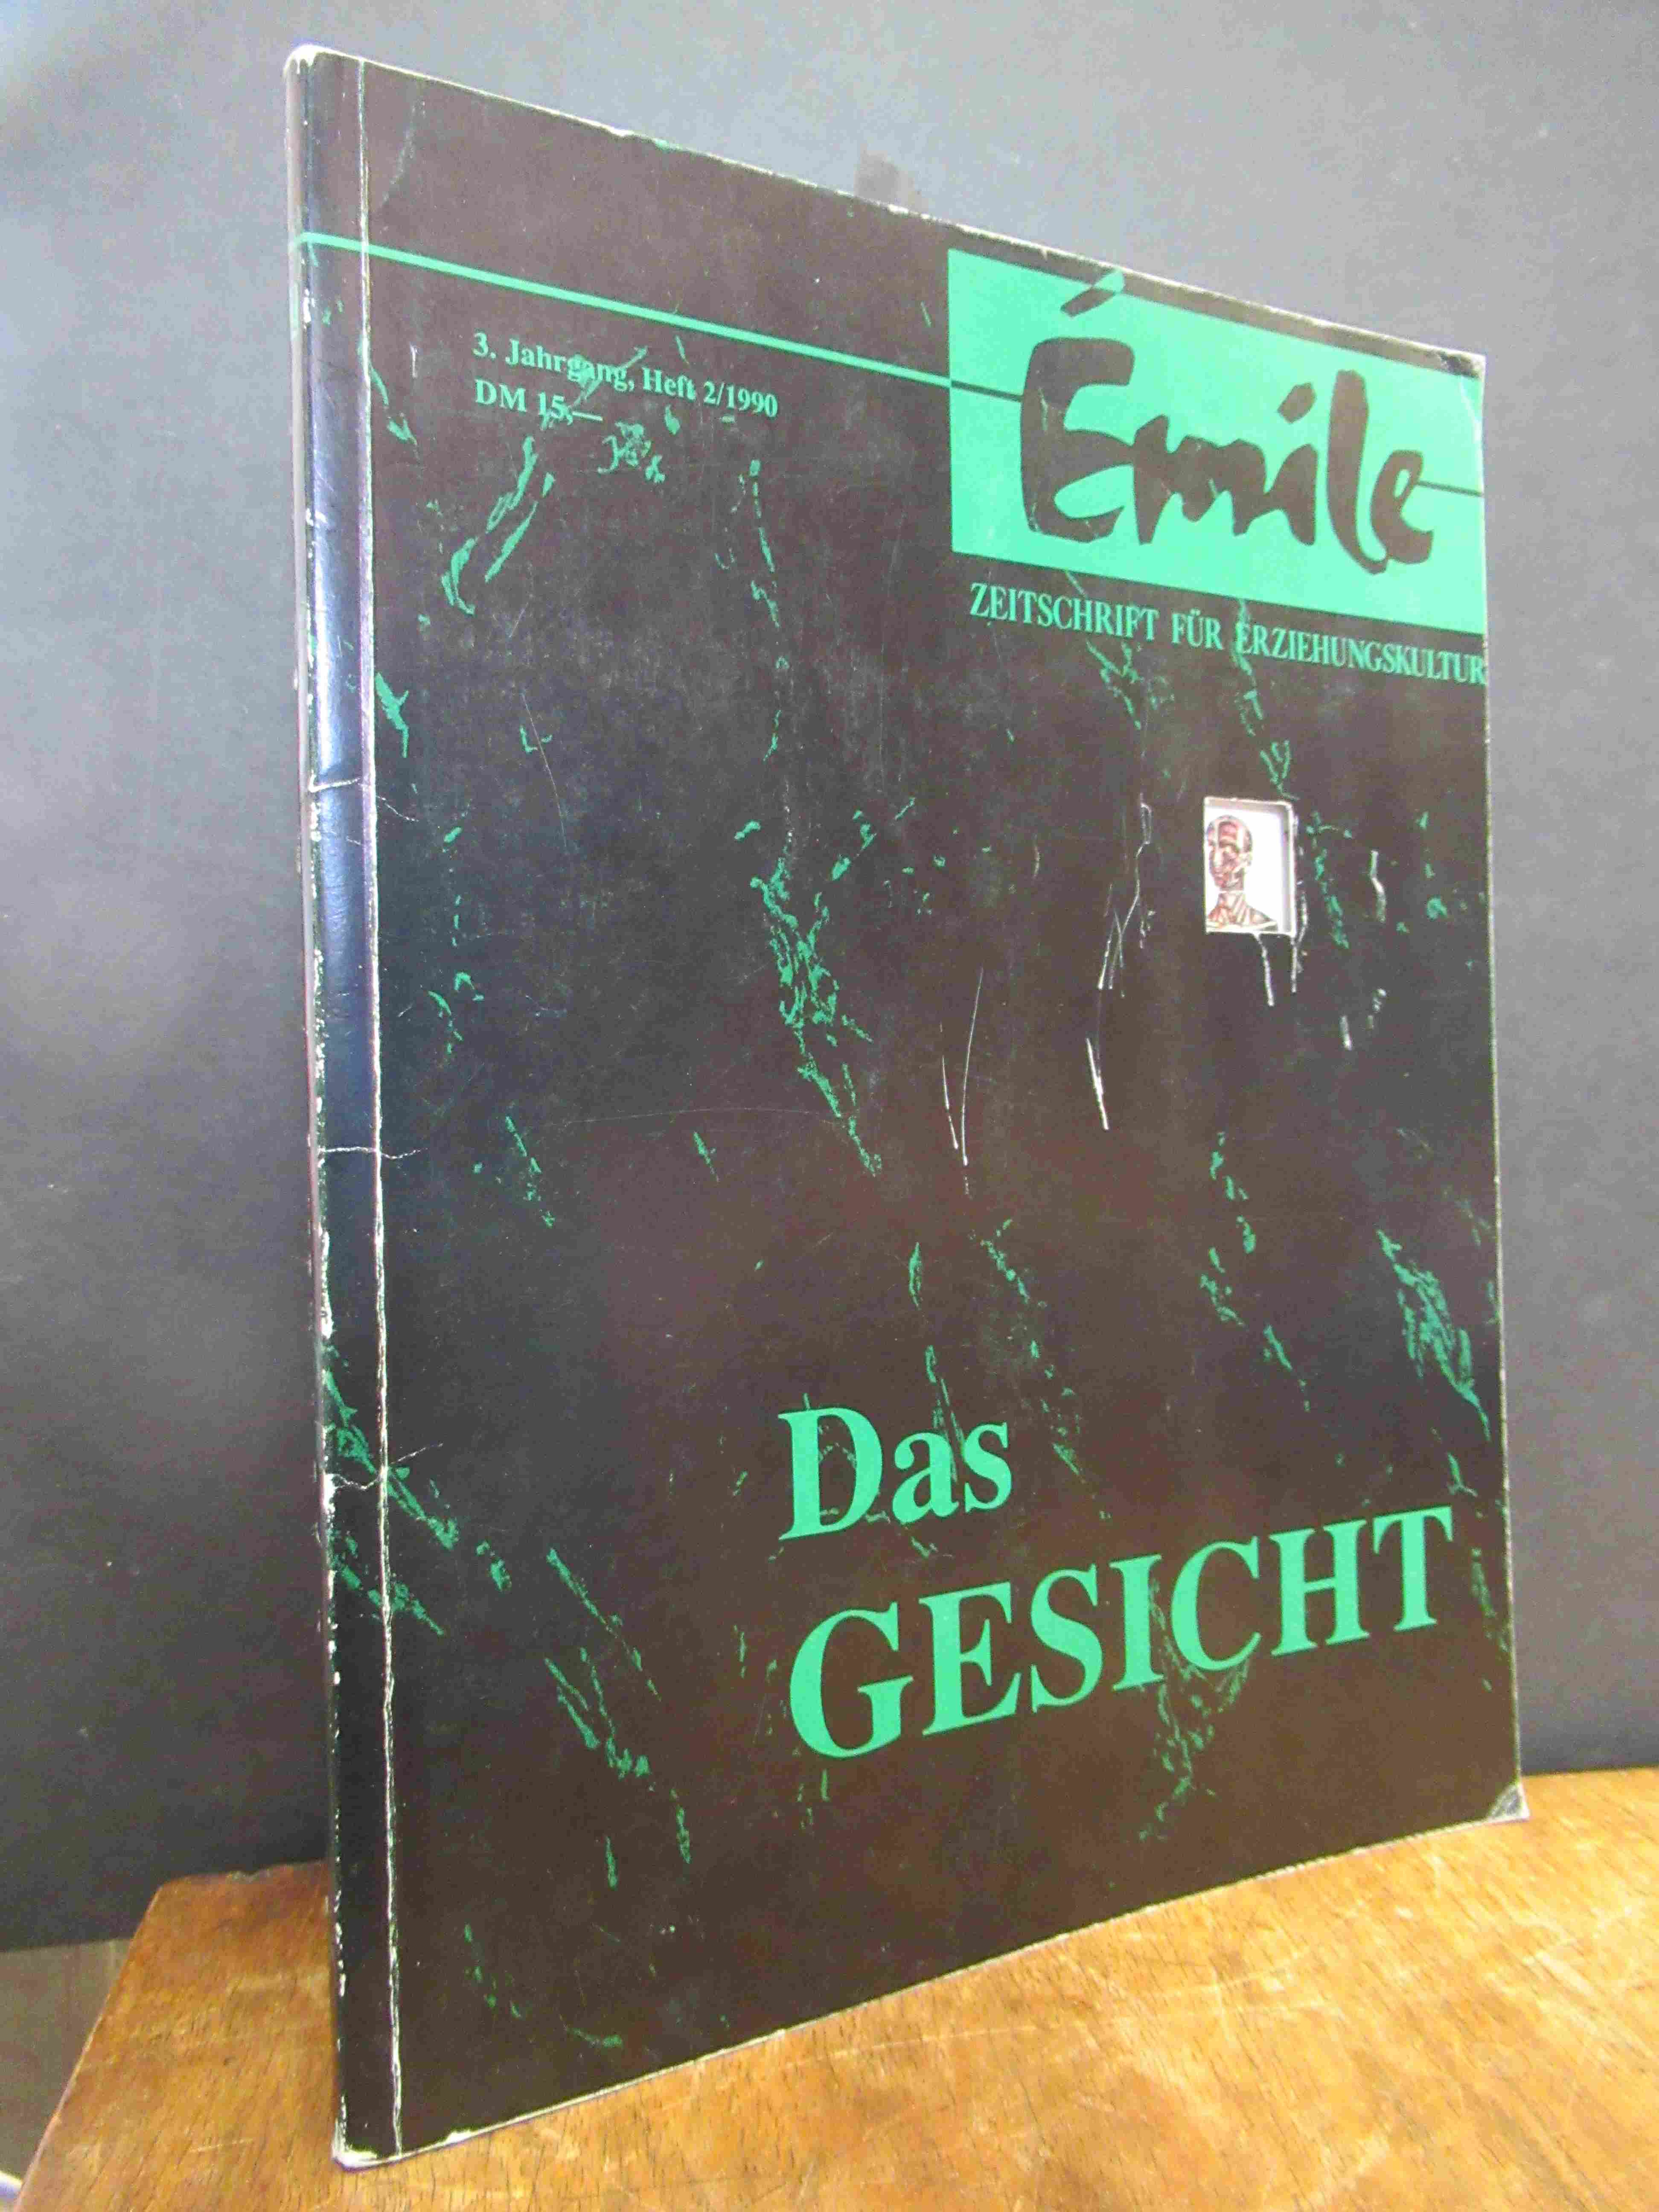 3. Jahrgang, Heft 2/1990
DM 15,—
Émile
ZEITSCHRIFT FÜR ERZIEHUNGSKULTUR
Das
GESICHT